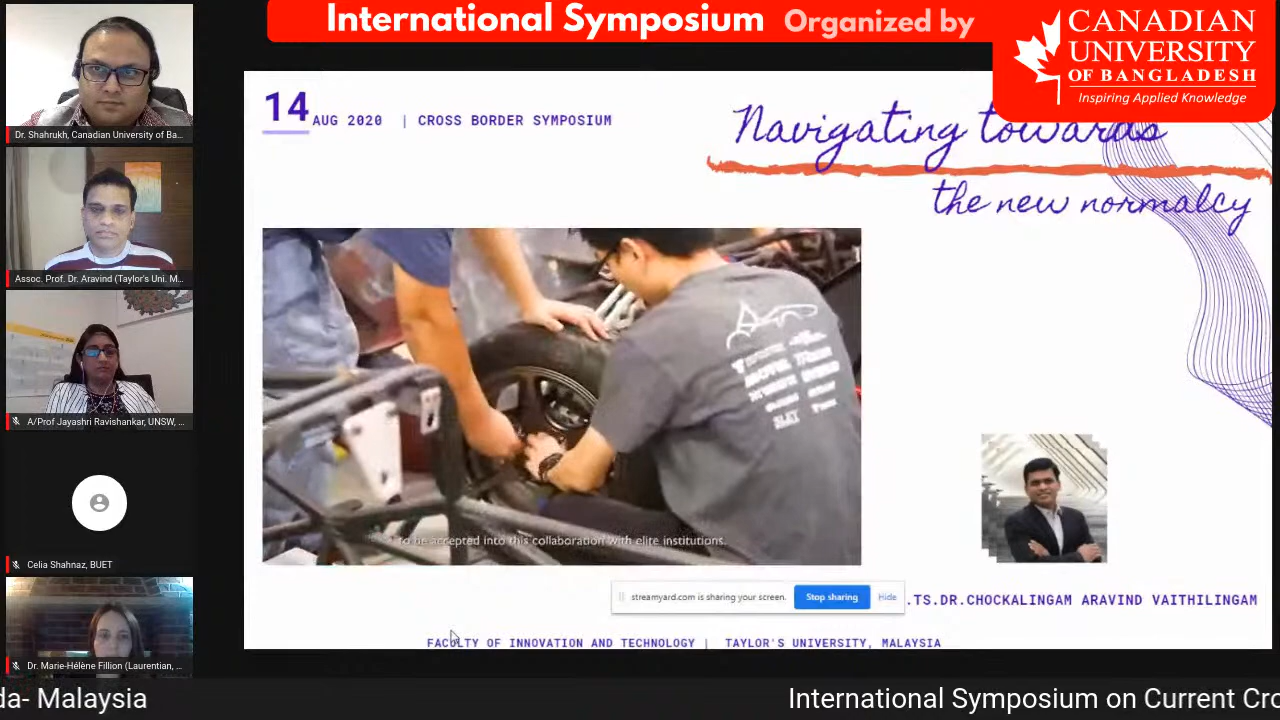 International Symposium Organized by
CANADIAN
UNIVERSITY
OF BANGLADESH
Inspiring Applied Knowledge
14 AUG 2020 | CROSS BORDER SYMPOSIUM
Navigating towards
the new normalcy
Dr. Shahrukh, Canadian University of Ba...
Assoc. Prof. Dr. Aravind (Taylor's Uni. M...
A/Prof Jayashri Ravishankar, UNSW, ...
Celia Shahnaz, BUET
Dr. Marie-Hélène Fillion (Laurentian, ...
to be accepted into this collaboration with elite institutions.
streamyard.com is sharing your screen.
Stop sharing
Hide
.TS.DR.CHOCKALINGAM ARAVIND VAITHILINGAM
FACULTY OF INNOVATION AND TECHNOLOGY | TAYLOR'S UNIVERSITY, MALAYSIA
da- Malaysia
International Symposium on Current Cro